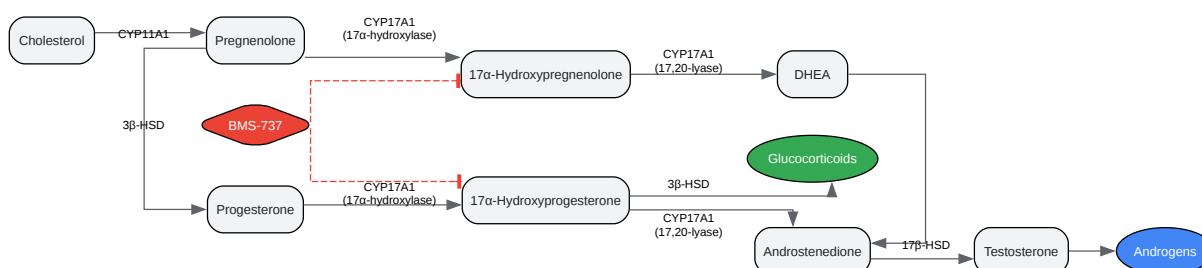 Cholesterol
CYP11A1
Pregnenolone
CYP17A1
(17α-hydroxylase)
17α-Hydroxypregnenolone
CYP17A1
(17,20-lyase)
DHEA
3β-HSD
BMS-737
Glucocorticoids
Progesterone
CYP17A1
(17α-hydroxylase)
17α-Hydroxyprogesterone
3β-HSD
CYP17A1
(17,20-lyase)
Androstenedione
17β-HSD
Testosterone
Androgens